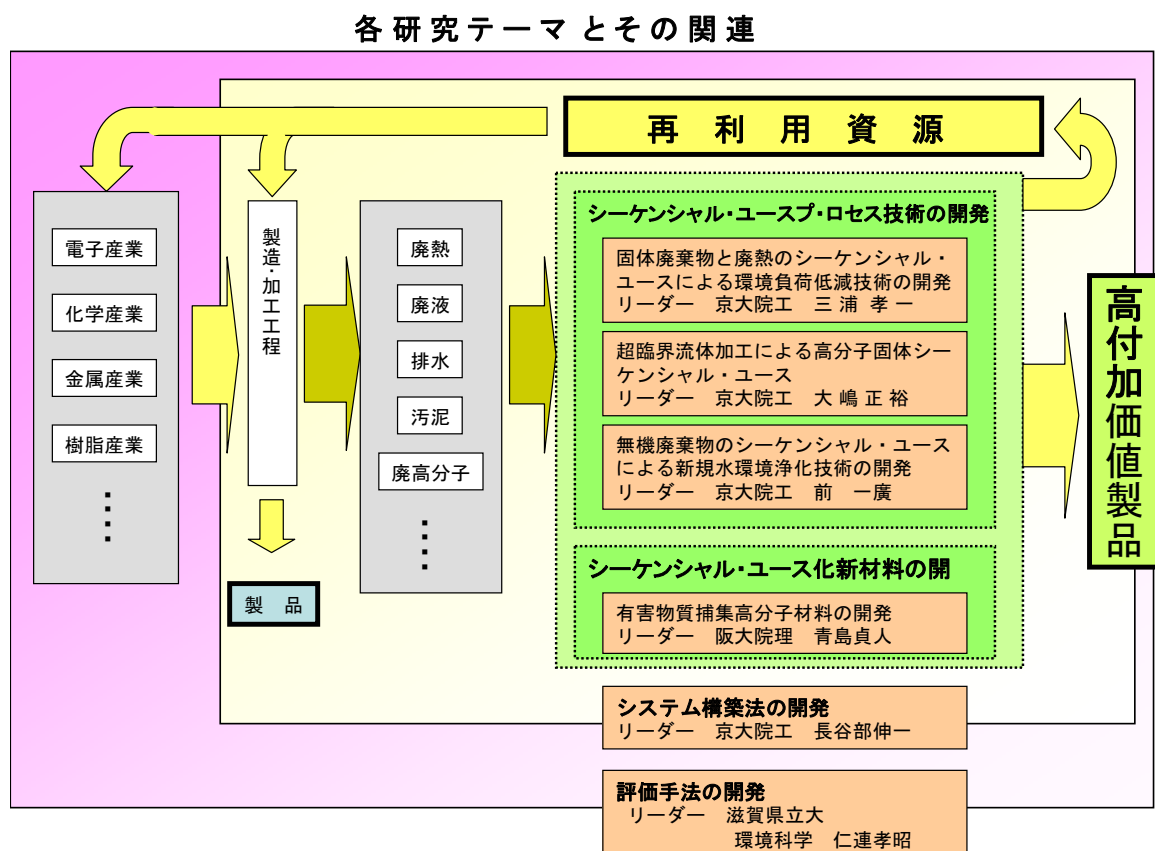 各研究テーマとその関連
再利用資源
電子産業
化学産業
金属産業
樹脂産業
・・・・
製造・加工工程
製 品
廃熱
廃液
排水
汚泥
廃高分子
・・・・
シーケンシャル・ユースプ・ロセス技術の開発
固体廃棄物と廃熱のシーケンシャル・
ユースによる環境負荷低減技術の開発
リーダー 京大院工 三浦 孝一
超臨界流体加工による高分子固体シー
ケンシャル・ユース
リーダー 京大院工 大嶋正裕
無機廃棄物のシーケンシャル・ユース
による新規水環境浄化技術の開発
リーダー 京大院工 前 一廣
シーケンシャル・ユース化新材料の開
有害物質捕集高分子材料の開発
リーダー 阪大院理 青島貞人
高付加価値製品
システム構築法の開発
リーダー 京大院工 長谷部伸一
評価手法の開発
リーダー 滋賀県立大
環境科学 仁連孝昭